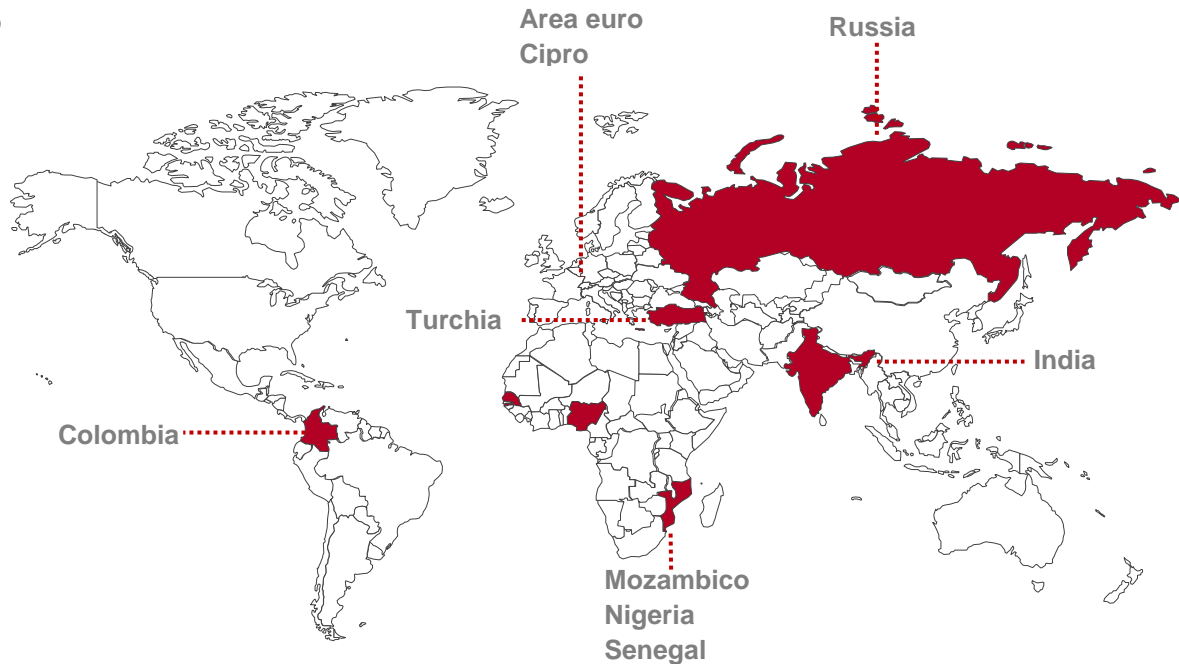 Area euro
Cipro
Russia
Turchia
India
Colombia
Mozambico
Nigeria
Senegal